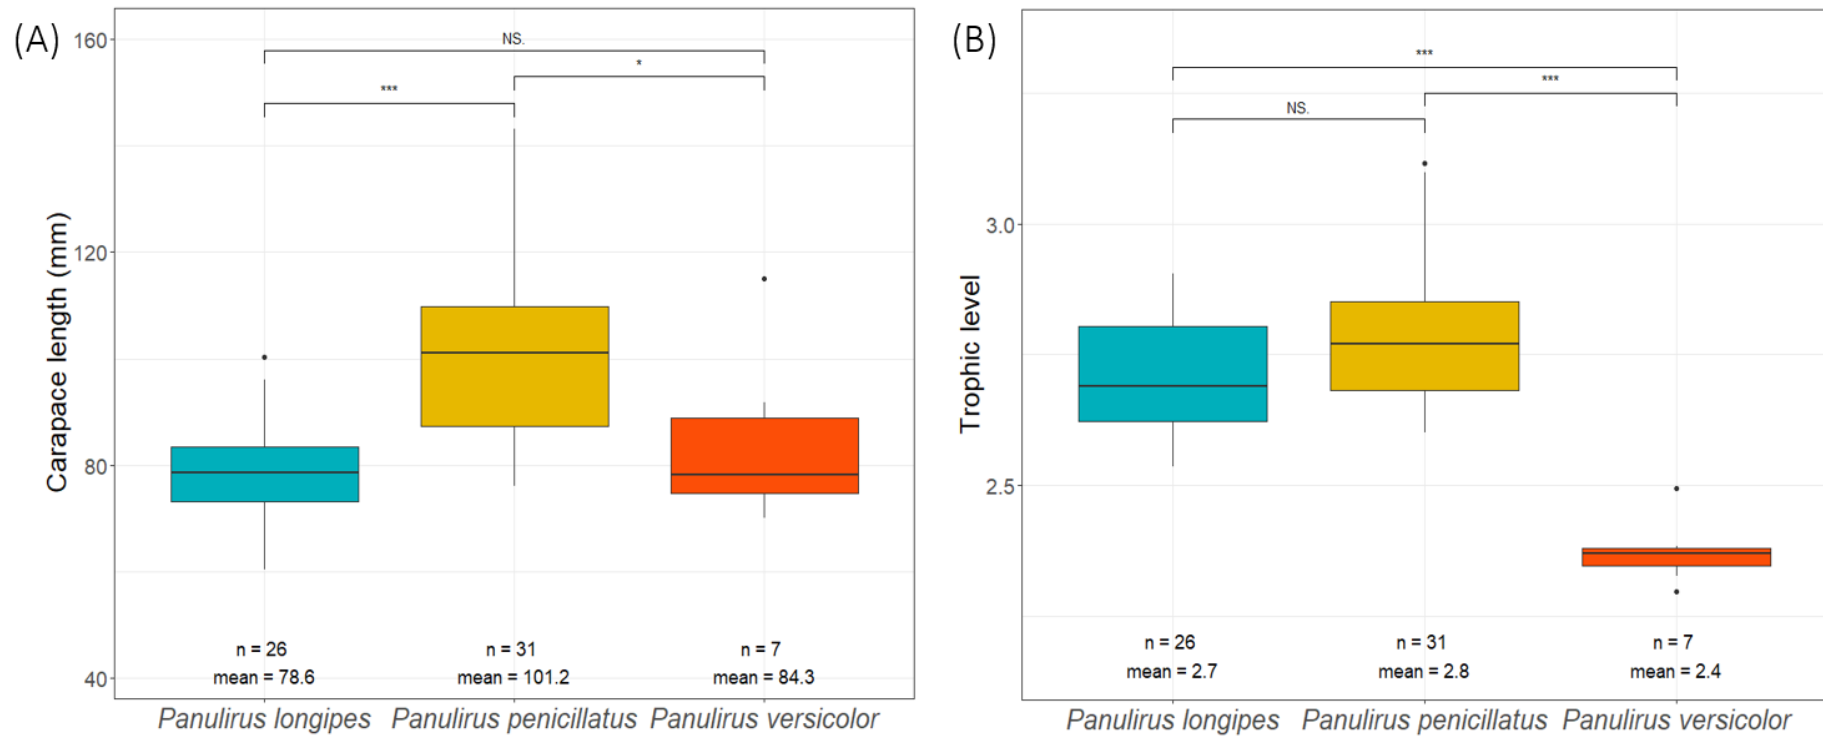 (A)
160
120
80
40
Carapace length (mm)
NS.
*
***
n = 26
mean = 78.6
n = 31
mean = 101.2
n = 7
mean = 84.3
Panulirus longipes
Panulirus penicillatus
Panulirus versicolor
(B)
3.0
2.5
Trophic level
***
***
NS.
n = 26
mean = 2.7
n = 31
mean = 2.8
n = 7
mean = 2.4
Panulirus longipes
Panulirus penicillatus
Panulirus versicolor